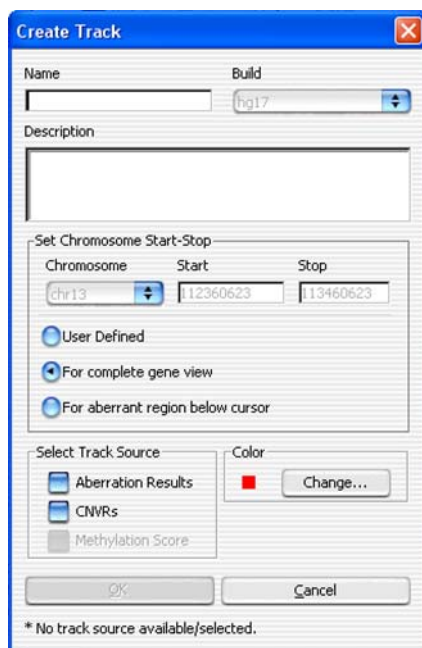 Create Track
Name Build
hg17
Description
Set Chromosome Start-Stop
Chromosome Start Stop
chr13 112360623 113460623
User Defined
For complete gene view
For aberrant region below cursor
Select Track Source Color
Aberration Results Change...
CNVRs
Methylation Score
OK Cancel
* No track source available/selected.